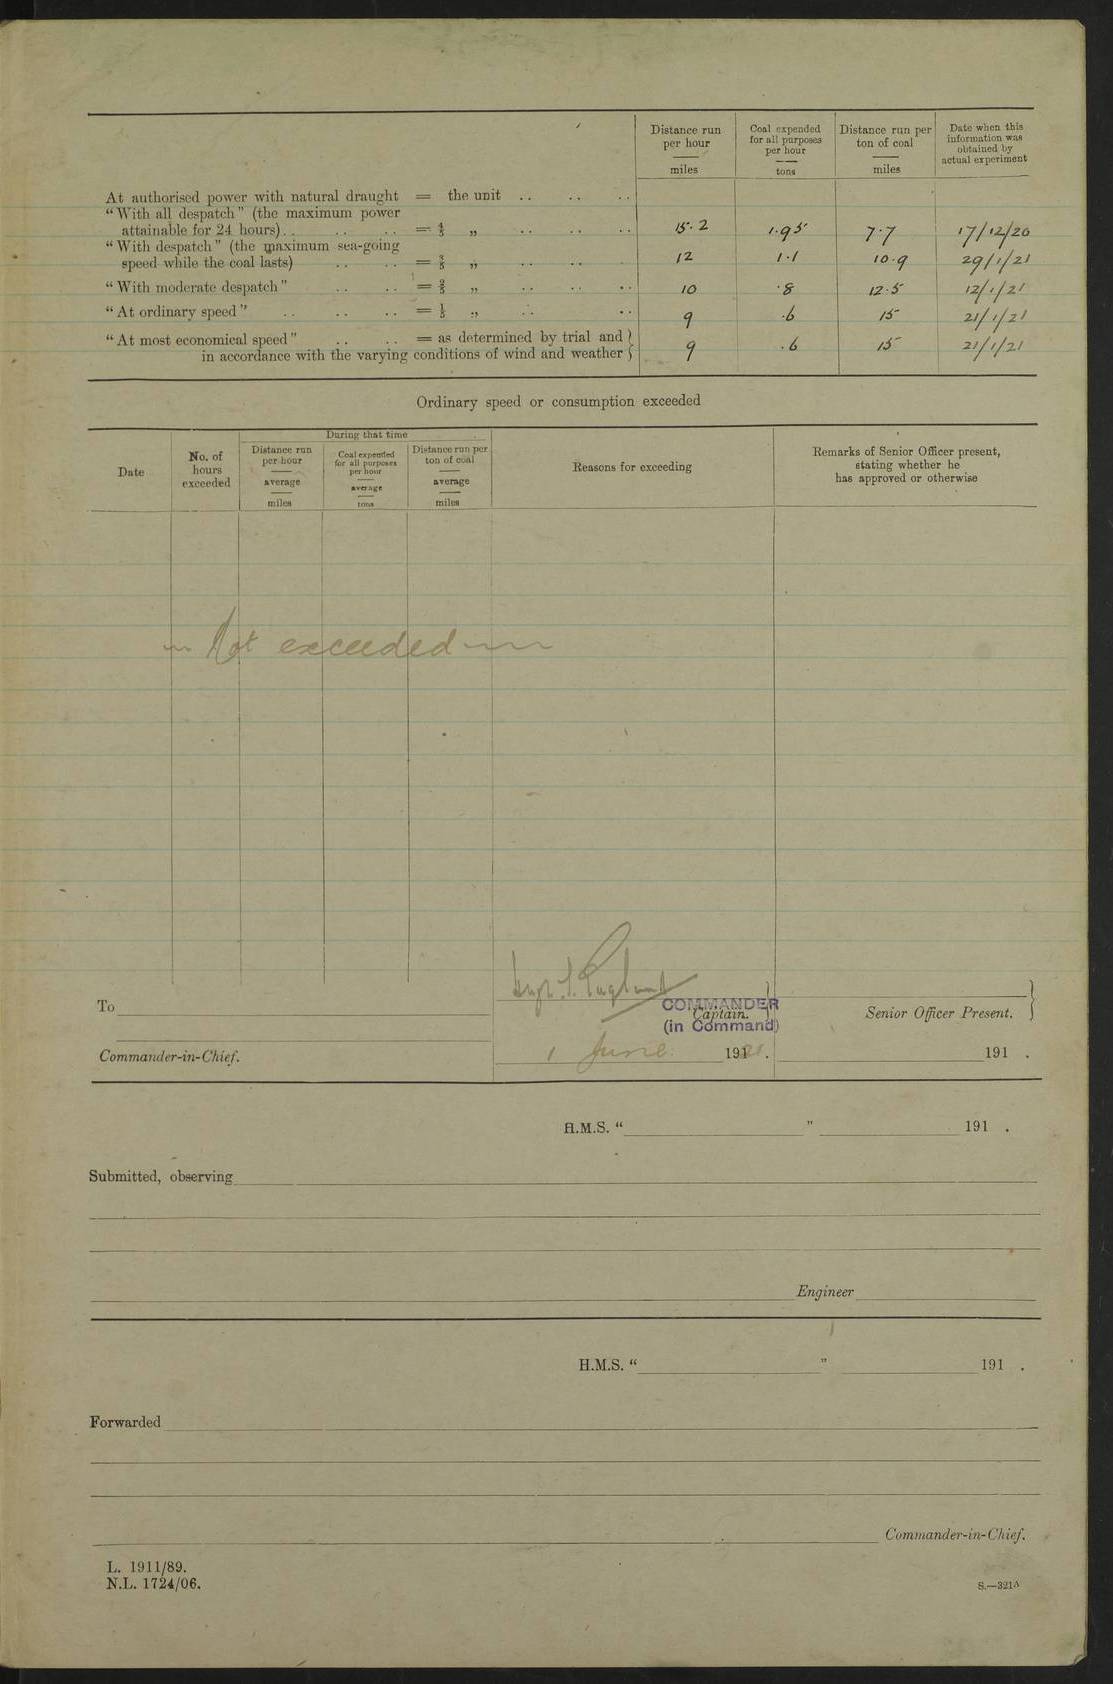 Distance run per hour miles
Coal expended for all purposes per hour tons
Distance run per ton of coal miles
Date when this information was obtained by actual experiment
At authorised power with natural draught = the unit .. .. ..
"With all despatch" (the maximum power
attainable for 24 hours).. .. .. = 4/5 „ .. .. .. 15.2 1.95 7.7 17/12/20
"With despatch" (the maximum sea-going
speed while the coal lasts) .. .. = 3/5 „ .. .. .. 12 1.1 10.9 29/1/21
"With moderate despatch" .. .. = 2/5 „ .. .. .. 10 .8 12.5 12/1/21
"At ordinary speed" .. .. .. = 1/5 „ .. .. 9 .6 15 21/1/21
"At most economical speed" .. .. = as determined by trial and }
in accordance with the varying conditions of wind and weather } 9 .6 15 21/1/21
Ordinary speed or consumption exceeded
Date
No. of hours exceeded
During that time
Distance run per hour average miles
Coal expended for all purposes per hour average tons
Distance run per ton of coal average miles
Reasons for exceeding
Remarks of Senior Officer present, stating whether he has approved or otherwise
Not exceeded
To
COMMANDER
Captain. }
(in Command)
Senior Officer Present. }
Commander-in-Chief.
1 June 1921.
191 .
H.M.S. " " 191 .
Submitted, observing
Engineer
H.M.S. " " 191 .
Forwarded
Commander-in-Chief.
L. 1911/89.
N.L. 1724/06.
S.—321A